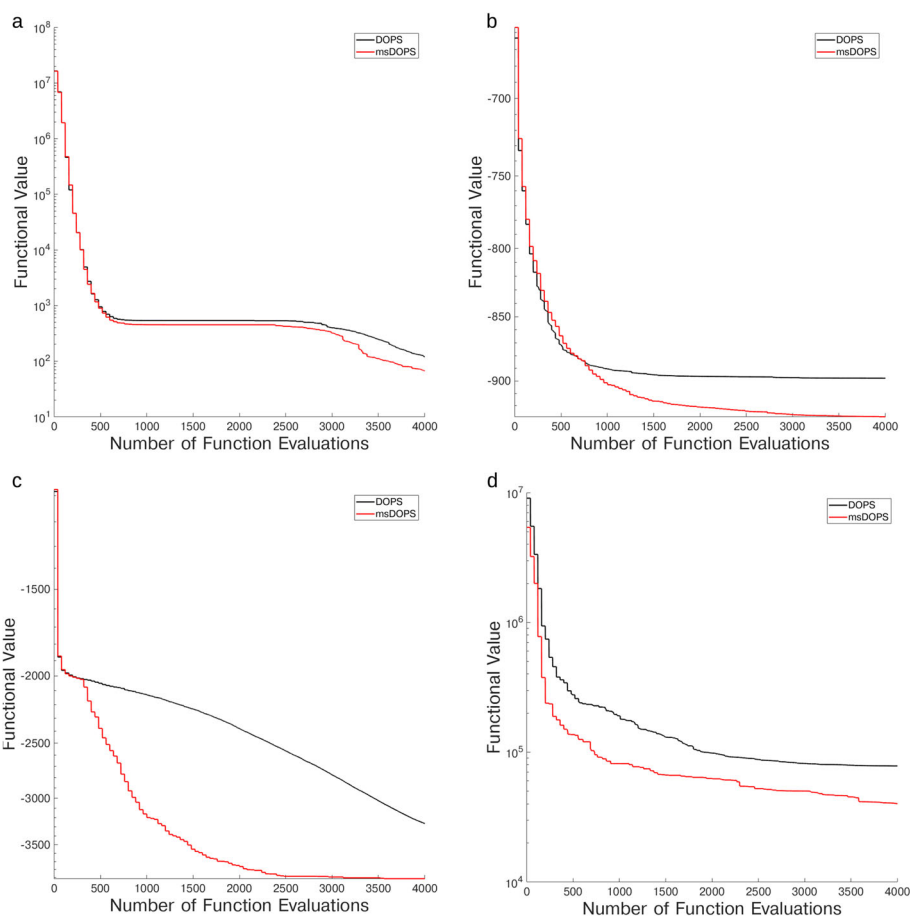 a
10^8
DOPS
msDOPS
10^7
10^6
10^5
10^4
10^3
10^2
10^1
Functional Value
0 500 1000 1500 2000 2500 3000 3500 4000
Number of Function Evaluations
b
DOPS
msDOPS
-700
-750
-800
-850
-900
Functional Value
0 500 1000 1500 2000 2500 3000 3500 4000
Number of Function Evaluations
c
DOPS
msDOPS
-1500
-2000
-2500
-3000
-3500
Functional Value
0 500 1000 1500 2000 2500 3000 3500 4000
Number of Function Evaluations
d
10^7
DOPS
msDOPS
10^6
10^5
10^4
Functional Value
0 500 1000 1500 2000 2500 3000 3500 4000
Number of Function Evaluations